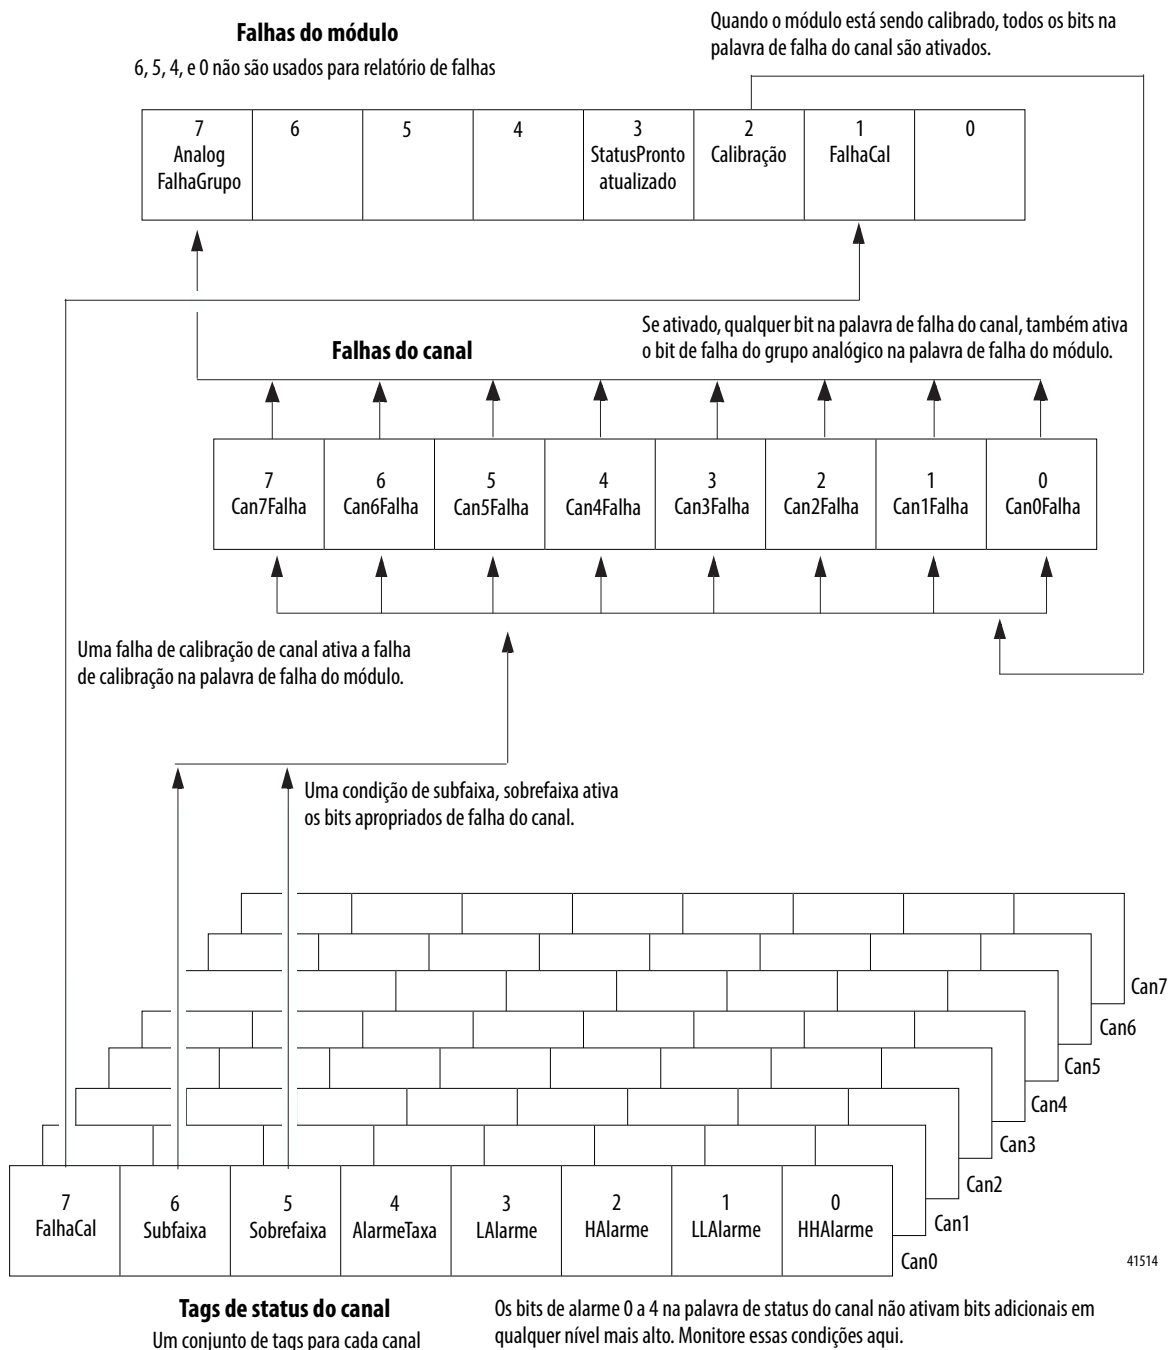 Falhas do módulo
6, 5, 4, e 0 não são usados para relatório de falhas
Quando o módulo está sendo calibrado, todos os bits na
palavra de falha do canal são ativados.
7
Analog
FalhaGrupo
6
5
4
3
StatusPronto
atualizado
2
Calibração
1
FalhaCal
0
Falhas do canal
Se ativado, qualquer bit na palavra de falha do canal, também ativa
o bit de falha do grupo analógico na palavra de falha do módulo.
7
Can7Falha
6
Can6Falha
5
Can5Falha
4
Can4Falha
3
Can3Falha
2
Can2Falha
1
Can1Falha
0
Can0Falha
Uma falha de calibração de canal ativa a falha
de calibração na palavra de falha do módulo.
Uma condição de subfaixa, sobrefaixa ativa
os bits apropriados de falha do canal.
Can7
Can6
Can5
Can4
Can3
Can2
Can1
Can0
7
FalhaCal
6
Subfaixa
5
Sobrefaixa
4
AlarmeTaxa
3
LAlarme
2
HAlarme
1
LLAlarme
0
HHAlarme
41514
Tags de status do canal
Um conjunto de tags para cada canal
Os bits de alarme 0 a 4 na palavra de status do canal não ativam bits adicionais em
qualquer nível mais alto. Monitore essas condições aqui.